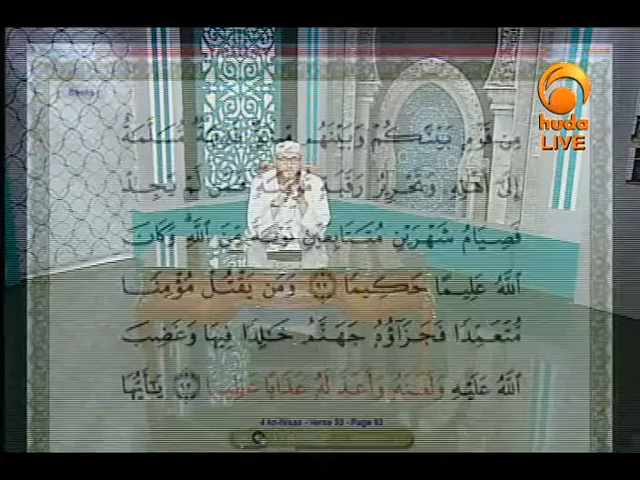 huda
LIVE
مِن قَوْمٍ بَيْنَكُمْ وَبَيْنَهُم مِّيثَٰقٌ فَدِيَةٌ مُّسَلَّمَةٌ
إِلَىٰٓ أَهْلِهِۦ وَتَحْرِيرُ رَقَبَةٍ مُّؤْمِنَةٍ فَمَن لَّمْ يَجِدْ
فَصِيَامُ شَهْرَيْنِ مُتَتَابِعَيْنِ تَوْبَةً مِّنَ ٱللَّهِ وَكَانَ
ٱللَّهُ عَلِيمًا حَكِيمًا ٩٢ وَمَن يَقْتُلْ مُؤْمِنًا
مُّتَعَمِّدًا فَجَزَآؤُهُۥ جَهَنَّمُ خَٰلِدًا فِيهَا وَغَضِبَ
ٱللَّهُ عَلَيْهِ وَلَعَنَهُۥ وَأَعَدَّ لَهُۥ عَذَابًا عَظِيمًا ٩٣ يَٰٓأَيُّهَا
4 An-Nisaa - Verse 93 - Page 93